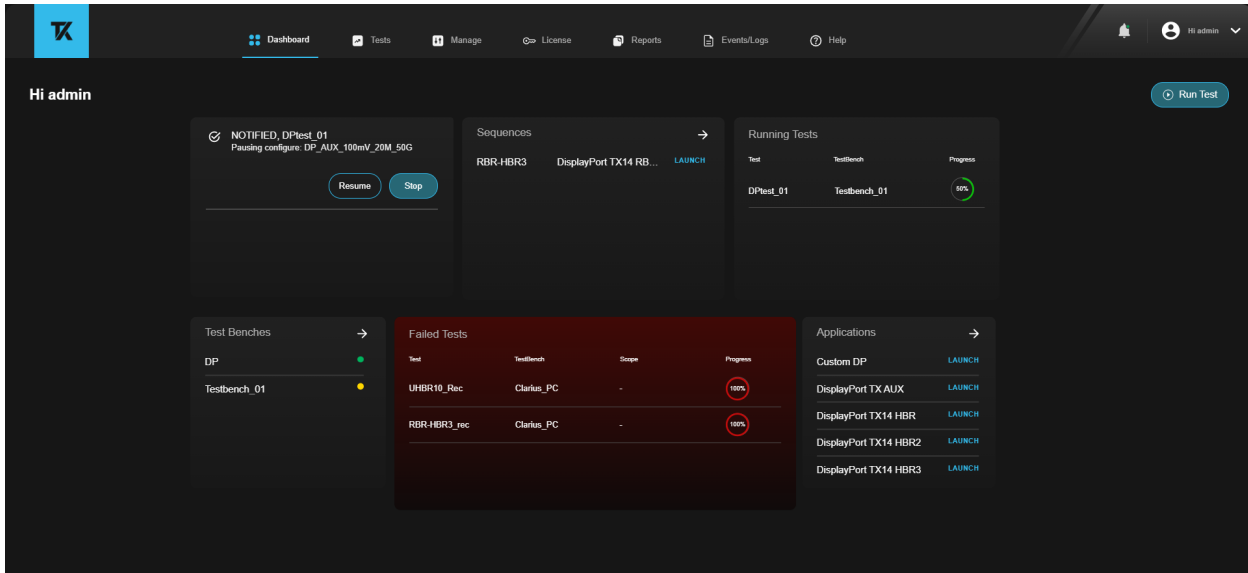 TK
Dashboard
Tests
Manage
License
Reports
Events/Logs
Help
Hi admin
Hi admin
Run Test
NOTIFIED, DPtest_01
Pausing configure: DP_AUX_100mV_20M_50G
Resume
Stop
Sequences
RBR-HBR3 DisplayPort TX14 RB... LAUNCH
Running Tests
Test TestBench Progress
DPtest_01 Testbench_01 50%
Test Benches
DP
Testbench_01
Failed Tests
Test TestBench Scope Progress
UHBR10_Rec Clarius_PC - 100%
RBR-HBR3_rec Clarius_PC - 100%
Applications
Custom DP LAUNCH
DisplayPort TX AUX LAUNCH
DisplayPort TX14 HBR LAUNCH
DisplayPort TX14 HBR2 LAUNCH
DisplayPort TX14 HBR3 LAUNCH